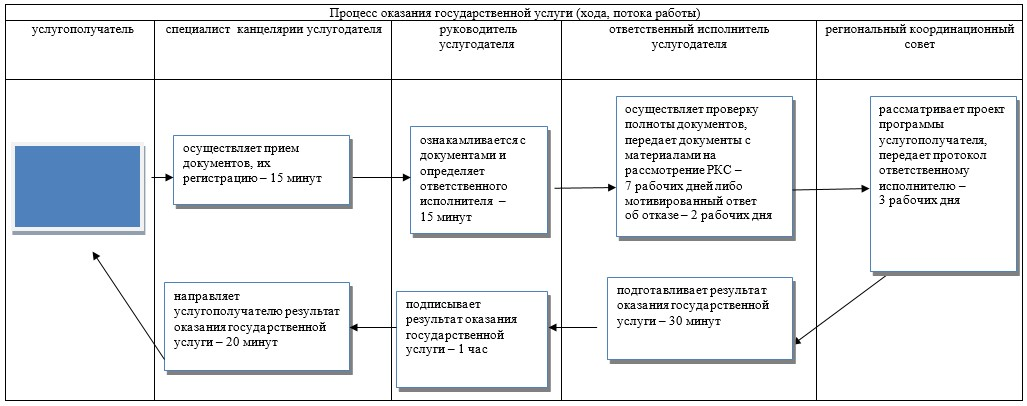 Процесс оказания государственной услуги (хода, потока работы)
услугополучатель
специалист канцелярии услугодателя
руководитель
услугодателя
ответственный исполнитель
услугодателя
региональный координационный
совет
осуществляет прием
документов, их
регистрацию – 15 минут
ознакамливается с
документами и
определяет
ответственного
исполнителя –
15 минут
осуществляет проверку
полноты документов,
передает документы с
материалами на
рассмотрение РКС –
7 рабочих дней либо
мотивированный ответ
об отказе – 2 рабочих дня
рассматривает проект
программы
услугополучателя,
передает протокол
ответственному
исполнителю –
3 рабочих дня
направляет
услугополучателю результат
оказания государственной
услуги – 20 минут
подписывает
результат оказания
государственной
услуги – 1 час
подготавливает результат
оказания государственной
услуги – 30 минут